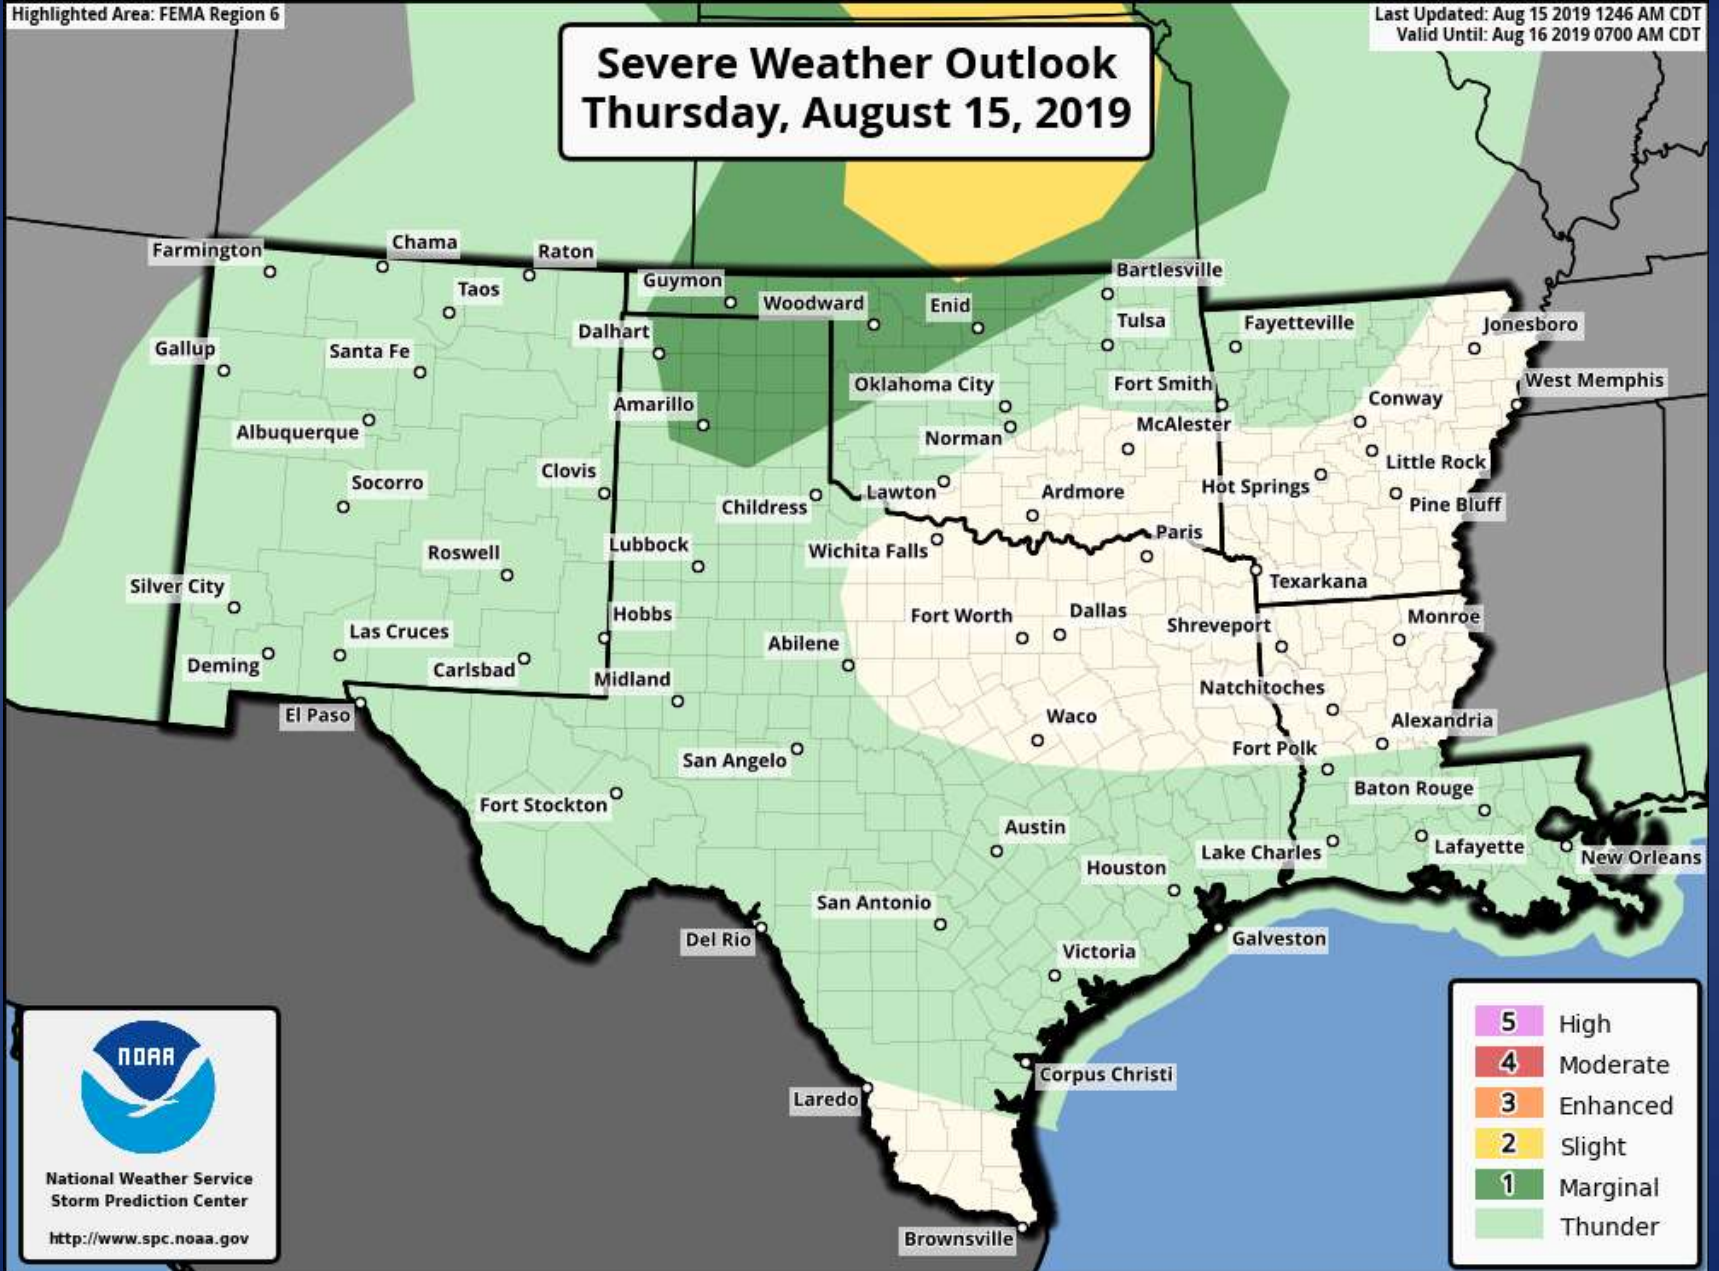 Highlighted Area: FEMA Region 6
Last Updated: Aug 15 2019 1246 AM CDT
Valid Until: Aug 16 2019 0700 AM CDT
Severe Weather Outlook
Thursday, August 15, 2019
Farmington
Chama
Raton
Taos
Guymon
Woodward
Enid
Bartlesville
Dalhart
Tulsa
Fayetteville
Jonesboro
Gallup
Santa Fe
Oklahoma City
Fort Smith
West Memphis
Amarillo
Conway
Albuquerque
Norman
McAlester
Little Rock
Clovis
Socorro
Childress
Lawton
Ardmore
Hot Springs
Pine Bluff
Roswell
Lubbock
Wichita Falls
Paris
Silver City
Texarkana
Hobbs
Fort Worth
Dallas
Shreveport
Monroe
Las Cruces
Abilene
Deming
Carlsbad
Midland
Natchitoches
El Paso
Waco
Alexandria
San Angelo
Fort Polk
Fort Stockton
Baton Rouge
Austin
Lake Charles
Lafayette
New Orleans
Houston
San Antonio
Del Rio
Galveston
Victoria
Corpus Christi
Laredo
Brownsville
NOAA
National Weather Service
Storm Prediction Center
http://www.spc.noaa.gov
5 High
4 Moderate
3 Enhanced
2 Slight
1 Marginal
Thunder